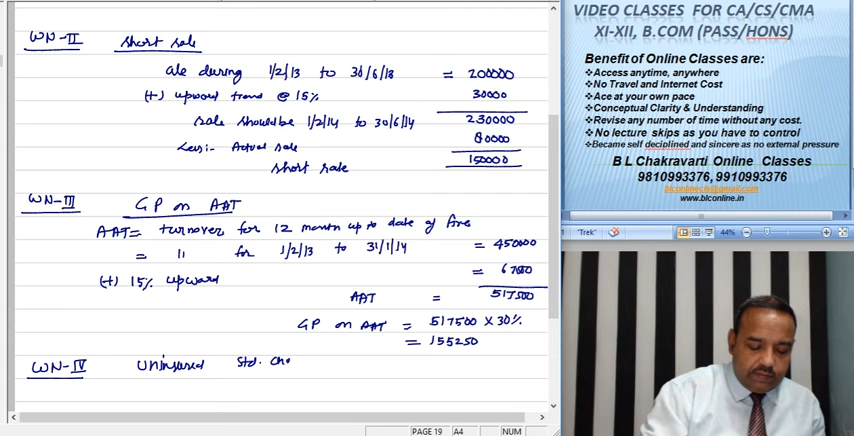 WN-II short sale
ale during 1/2/13 to 30/6/13 = 200000
(+) upward trend @ 15% 30000
sale should be 1/2/14 to 30/6/14 230000
Less:- Actual sale 80000
short sale 150000
WN-III GP on AAT
AAT = turnover for 12 month up to date of fire
= 11 for 1/2/13 to 31/1/14 = 450000
(+) 15% upward = 67500
AAT = 517500
GP on AAT = 517500 X 30%
= 155250
WN-IV Uninsured Std. Cha
PAGE 19 A4 NUM
VIDEO CLASSES FOR CA/CS/CMA
XI-XII, B.COM (PASS/HONS)
Benefit of Online Classes are:
❖Access anytime, anywhere
❖No Travel and Internet Cost
❖Ace at your own pace
❖Conceptual Clarity & Understanding
❖Revise any number of time without any cost.
❖No lecture skips as you have to control
❖Became self deciplined and sincere as no external pressure
B L Chakravarti Online Classes
9810993376, 9910993376
www.blconline.in
"Trek" 44%